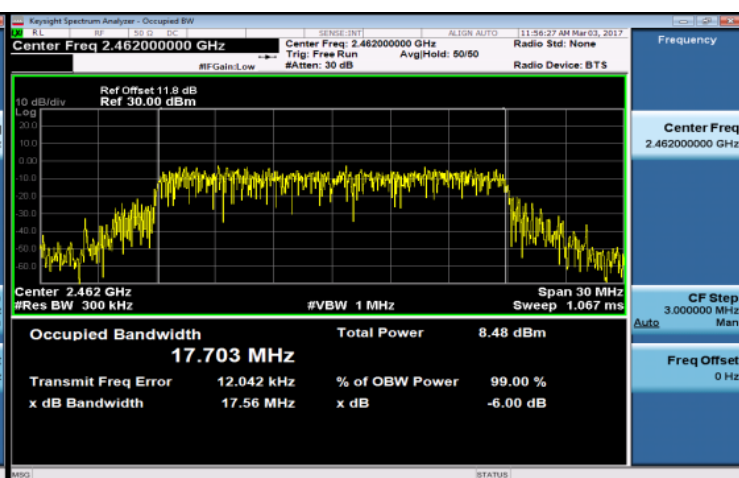 Keysight Spectrum Analyzer - Occupied BW
RL RF 50 Ω DC SENSE:INT ALIGN AUTO 11:56:27 AM Mar 03, 2017
Center Freq 2.462000000 GHz
Center Freq: 2.462000000 GHz Radio Std: None
Trig: Free Run Avg|Hold: 50/50
#IFGain:Low #Atten: 30 dB Radio Device: BTS
Ref Offset 11.8 dB
10 dB/div Ref 30.00 dBm
Log
20.0
10.0
0.00
-10.0
-20.0
-30.0
-40.0
-50.0
-60.0
Center 2.462 GHz Span 30 MHz
#Res BW 300 kHz #VBW 1 MHz Sweep 1.067 ms
Occupied Bandwidth Total Power 8.48 dBm
17.703 MHz
Transmit Freq Error 12.042 kHz % of OBW Power 99.00 %
x dB Bandwidth 17.56 MHz x dB -6.00 dB
MSG STATUS
Frequency
Center Freq
2.462000000 GHz
CF Step
3.000000 MHz
Auto Man
Freq Offset
0 Hz